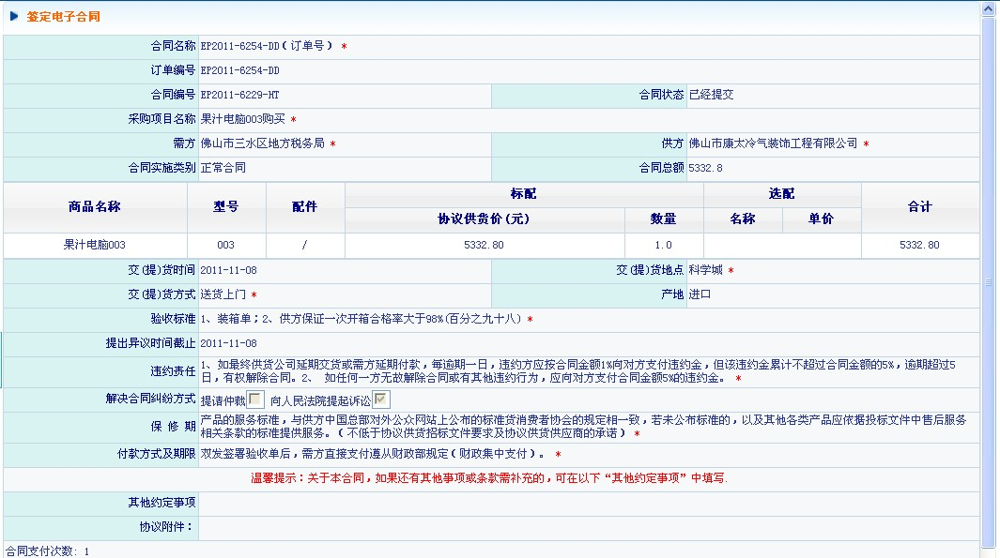 签定电子合同
合同名称 EP2011-6254-DD(订单号) *
订单编号 EP2011-6254-DD
合同编号 EP2011-6229-HT 合同状态 已经提交
采购项目名称 果汁电脑003购买 *
需方 佛山市三水区地方税务局 * 供方 佛山市康太冷气装饰工程有限公司 *
合同实施类别 正常合同 合同总额 5332.8
商品名称 型号 配件 标配 选配 合计
协议供货价(元) 数量 名称 单价
果汁电脑003 003 / 5332.80 1.0 5332.80
交(提)货时间 2011-11-08 交(提)货地点 科学城 *
交(提)货方式 送货上门 * 产地 进口
验收标准 1、装箱单;2、供方保证一次开箱合格率大于98%(百分之九十八) *
提出异议时间截止 2011-11-08
违约责任 1、如最终供货公司延期交货或需方延期付款,每逾期一日,违约方应按合同金额1%向对方支付违约金,但该违约金累计不超过合同金额的5%,逾期超过5
日,有权解除合同。2、 如任何一方无故解除合同或有其他违约行为,应向对方支付合同金额5%的违约金。 *
解决合同纠纷方式 提请仲裁 向人民法院提起诉讼
保 修 期 产品的服务标准,与供方中国总部对外公众网站上公布的标准货消费者协会的规定相一致,若未公布标准的,以及其他各类产品应依据投标文件中售后服务
相关条款的标准提供服务。(不低于协议供货招标文件要求及协议供货供应商的承诺) *
付款方式及期限 双发签署验收单后,需方直接支付遵从财政部规定(财政集中支付)。 *
温馨提示:关于本合同,如果还有其他事项或条款需补充的,可在以下“其他约定事项”中填写.
其他约定事项
协议附件:
合同支付次数: 1